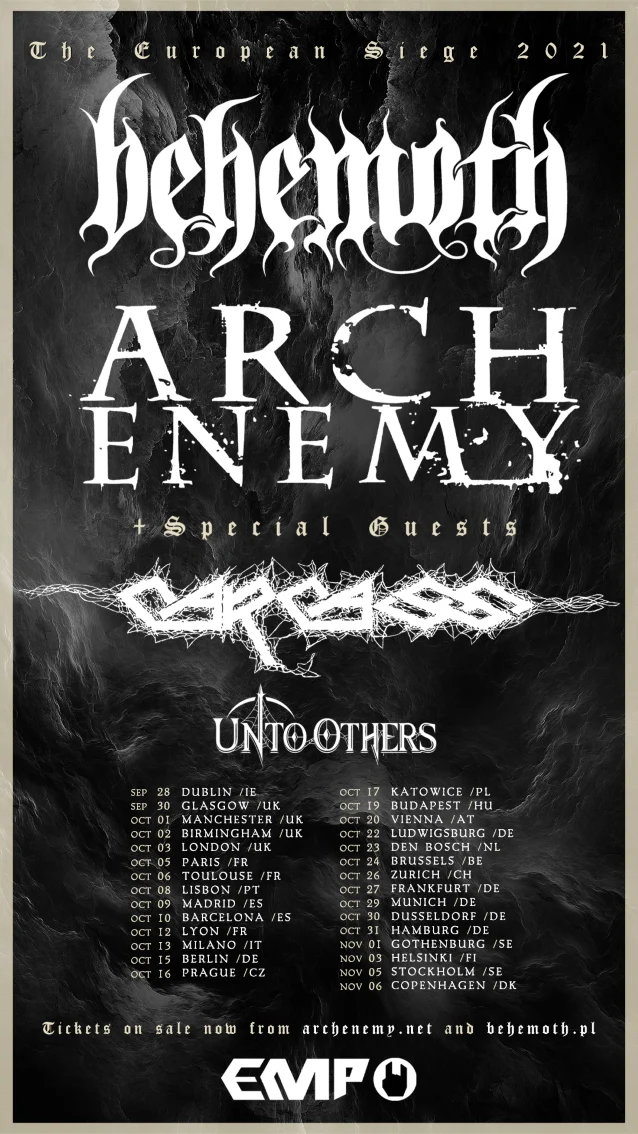 The European Siege 2021
behemoth
ARCH
ENEMY
+Special Guests
CARCASS
UNTO OTHERS
SEP 28 DUBLIN /IE
SEP 30 GLASGOW /UK
OCT 01 MANCHESTER /UK
OCT 02 BIRMINGHAM /UK
OCT 03 LONDON /UK
OCT 05 PARIS /FR
OCT 06 TOULOUSE /FR
OCT 08 LISBON /PT
OCT 09 MADRID /ES
OCT 10 BARCELONA /ES
OCT 12 LYON /FR
OCT 13 MILANO /IT
OCT 15 BERLIN /DE
OCT 16 PRAGUE /CZ
OCT 17 KATOWICE /PL
OCT 19 BUDAPEST /HU
OCT 20 VIENNA /AT
OCT 22 LUDWIGSBURG /DE
OCT 23 DEN BOSCH /NL
OCT 24 BRUSSELS /BE
OCT 26 ZURICH /CH
OCT 27 FRANKFURT /DE
OCT 29 MUNICH /DE
OCT 30 DUSSELDORF /DE
OCT 31 HAMBURG /DE
NOV 01 GOTHENBURG /SE
NOV 03 HELSINKI /FI
NOV 05 STOCKHOLM /SE
NOV 06 COPENHAGEN /DK
Tickets on sale now from archenemy.net and behemoth.pl
EMP